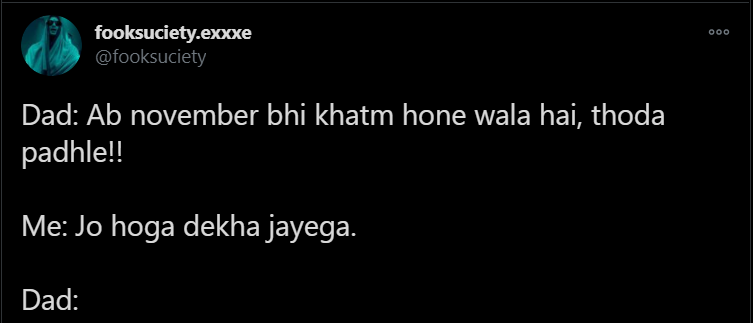 fooksuciety.exxxe
@fooksuciety
Dad: Ab november bhi khatm hone wala hai, thoda
padhle!!
Me: Jo hoga dekha jayega.
Dad: